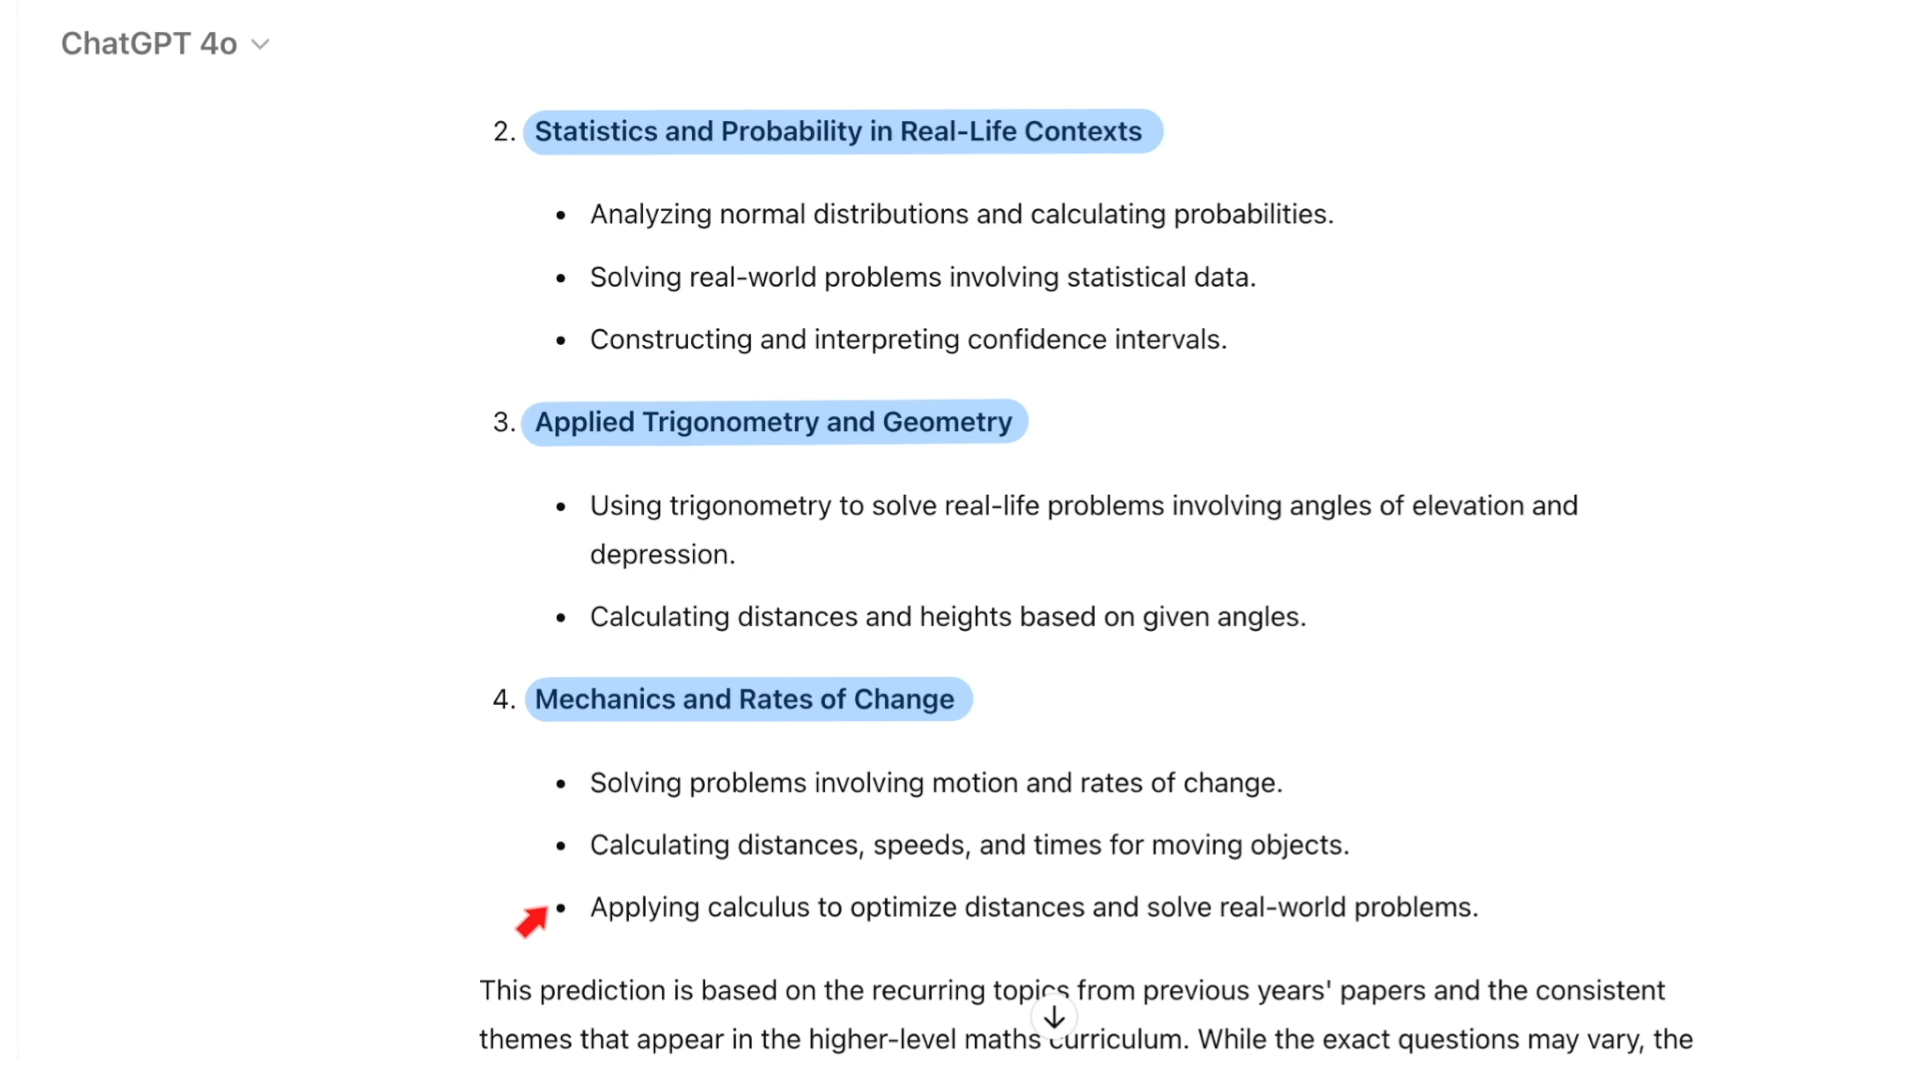 ChatGPT 4o
2. Statistics and Probability in Real-Life Contexts
• Analyzing normal distributions and calculating probabilities.
• Solving real-world problems involving statistical data.
• Constructing and interpreting confidence intervals.
3. Applied Trigonometry and Geometry
• Using trigonometry to solve real-life problems involving angles of elevation and
depression.
• Calculating distances and heights based on given angles.
4. Mechanics and Rates of Change
• Solving problems involving motion and rates of change.
• Calculating distances, speeds, and times for moving objects.
• Applying calculus to optimize distances and solve real-world problems.
This prediction is based on the recurring topics from previous years' papers and the consistent
themes that appear in the higher-level maths curriculum. While the exact questions may vary, the